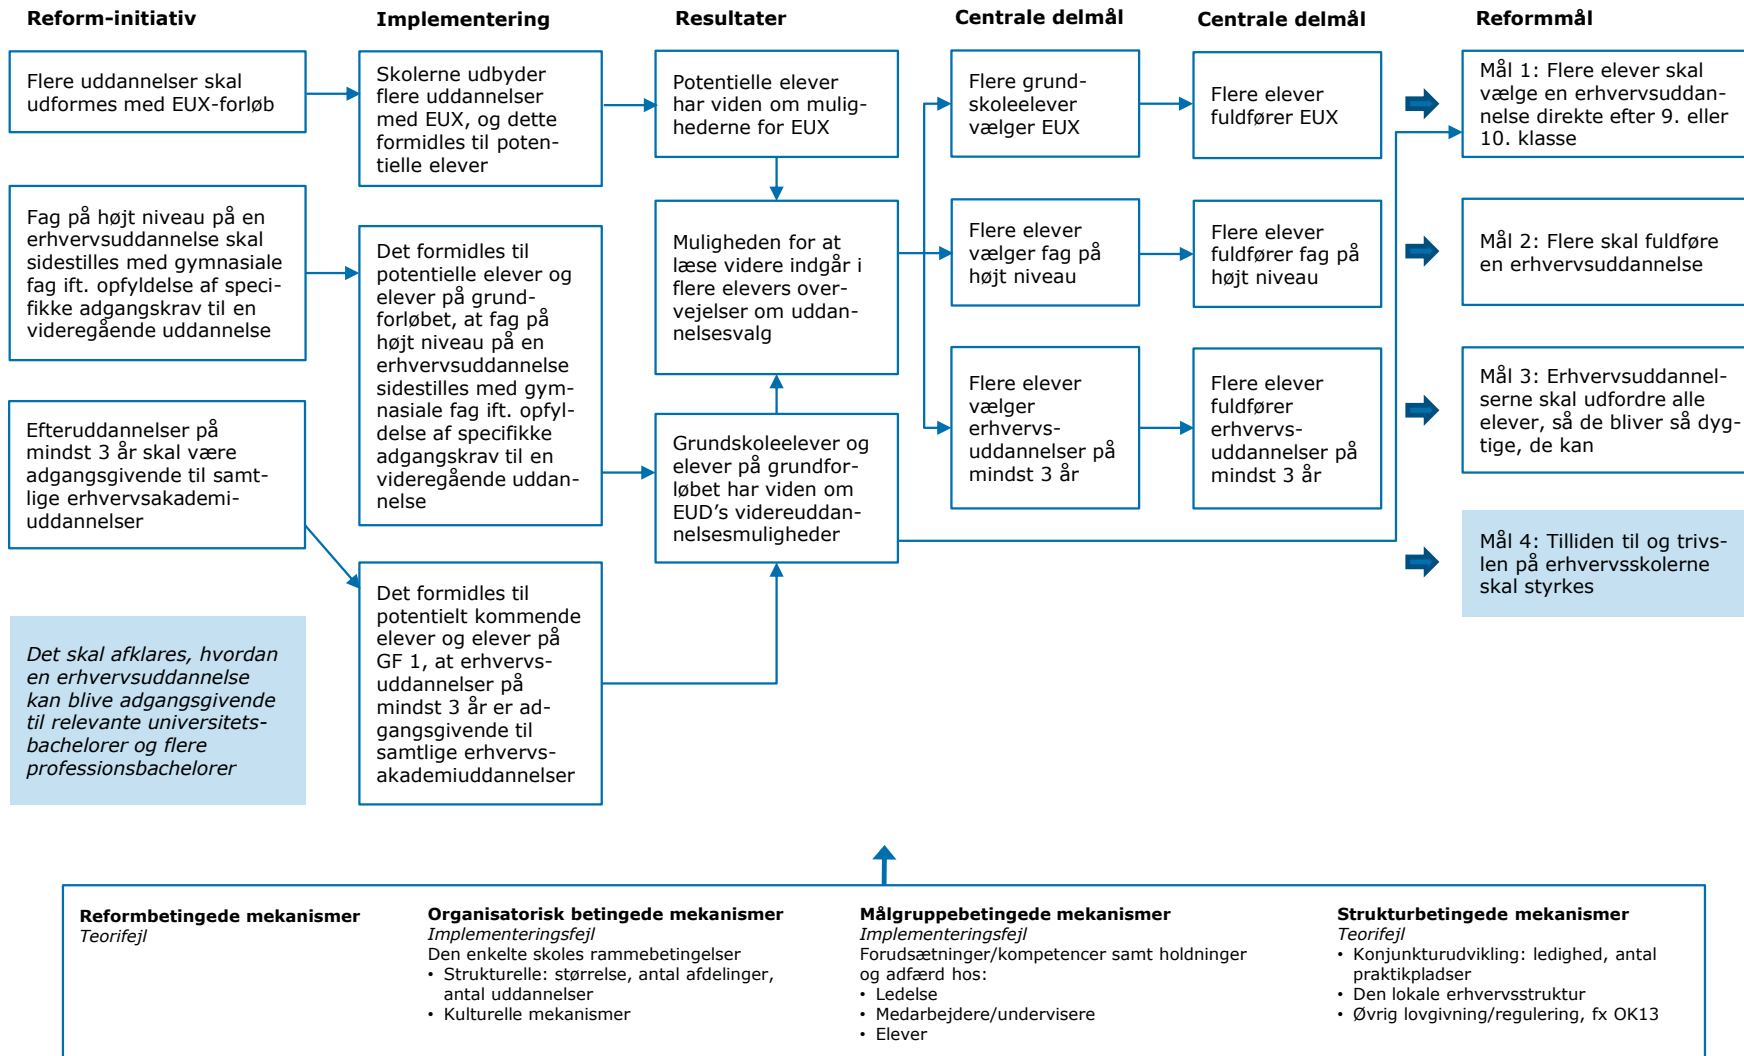 Reform-initiativ
Implementering
Resultater
Centrale delmål
Centrale delmål
Reformmål
Flere uddannelser skal
udformes med EUX-forløb
Fag på højt niveau på en
erhvervsuddannelse skal
sidestilles med gymnasiale
fag ift. opfyldelse af speci-
fikke adgangskrav til en
videregående uddannelse
Efteruddannelser på
mindst 3 år skal være
adgangsgivende til samt-
lige erhvervsakademi-
uddannelser
Det skal afklares, hvordan
en erhvervsuddannelse
kan blive adgangsgivende
til relevante universitets-
bachelorer og flere
professionsbachelorer
Skolerne udbyder
flere uddannelser
med EUX, og dette
formidles til poten-
tielle elever
Det formidles til
potentielle elever og
elever på grund-
forløbet, at fag på
højt niveau på en
erhvervsuddannelse
sidestilles med gym-
nasiale fag ift. opfyl-
delse af specifikke
adgangskrav til en
videregående uddan-
nelse
Det formidles til
potentielt kommende
elever og elever på
GF 1, at erhvervs-
uddannelser på
mindst 3 år er ad-
gangsgivende til
samtlige erhvervs-
akademiuddannelser
Potentielle elever
har viden om mulig-
hederne for EUX
Muligheden for at
læse videre indgår i
flere elevers over-
vejelser om uddan-
nelsesvalg
Grundskoleelever og
elever på grundfor-
løbet har viden om
EUD's videreuddan-
nelsesmuligheder
Flere grund-
skoleelever
vælger EUX
Flere elever
vælger fag på
højt niveau
Flere elever
vælger
erhvervs-
uddannelser på
mindst 3 år
Flere elever
fuldfører EUX
Flere elever
fuldfører fag på
højt niveau
Flere elever
fuldfører
erhvervs-
uddannelser på
mindst 3 år
Mål 1: Flere elever skal
vælge en erhvervsuddan-
nelse direkte efter 9. eller
10. klasse
Mål 2: Flere skal fuldføre
en erhvervsuddannelse
Mål 3: Erhvervsuddannel-
serne skal udfordre alle
elever, så de bliver så dyg-
tige, de kan
Mål 4: Tilliden til og trivs-
len på erhvervsskolerne
skal styrkes
Reformbetingede mekanismer
Teorifejl
Organisatorisk betingede mekanismer
Implementeringsfejl
Den enkelte skoles rammebetingelser
• Strukturelle: størrelse, antal afdelinger,
antal uddannelser
• Kulturelle mekanismer
Målgruppebetingede mekanismer
Implementeringsfejl
Forudsætninger/kompetencer samt holdninger
og adfærd hos:
• Ledelse
• Medarbejdere/undervisere
• Elever
Strukturbetingede mekanismer
Teorifejl
• Konjunkturudvikling: ledighed, antal
praktikpladser
• Den lokale erhvervsstruktur
• Øvrig lovgivning/regulering, fx OK13